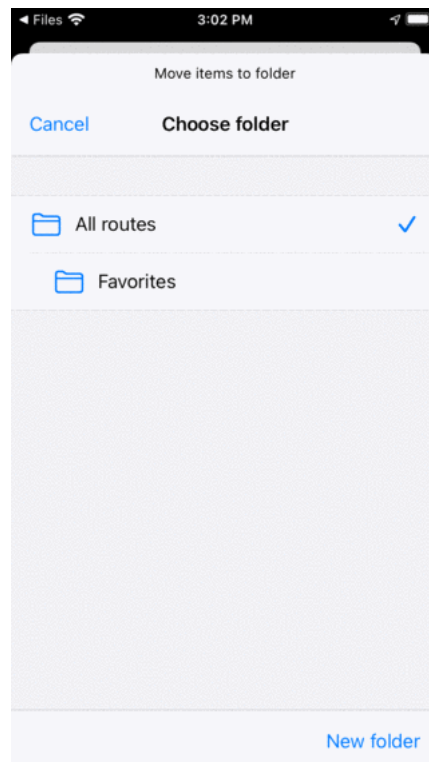 ◀ Files 3:02 PM
Move items to folder
Cancel Choose folder
All routes
Favorites
New folder